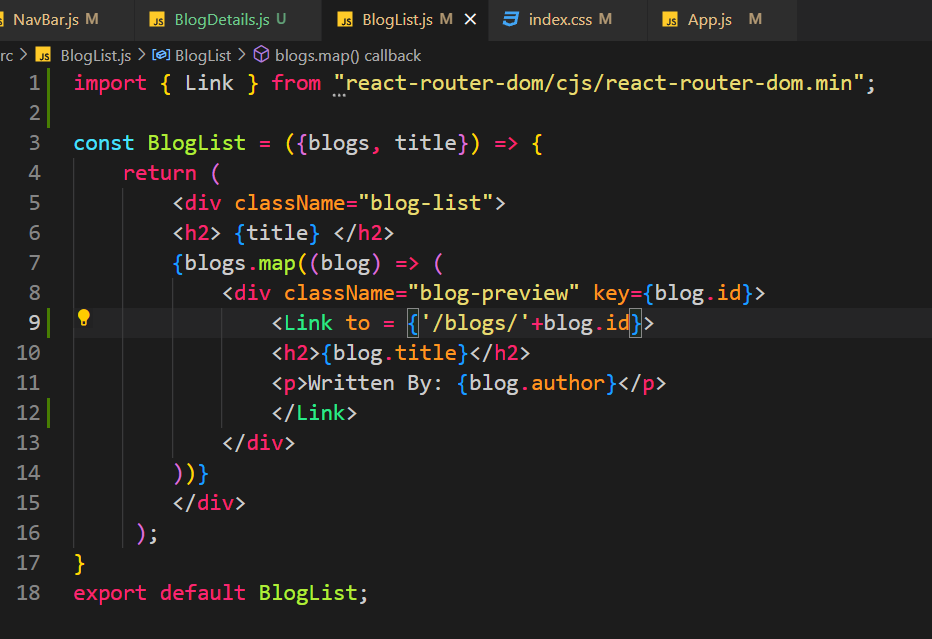 NavBar.js M BlogDetails.js U BlogList.js M index.css M App.js M
rc > BlogList.js > BlogList > blogs.map() callback
1 import { Link } from "react-router-dom/cjs/react-router-dom.min";
2
3 const BlogList = ({blogs, title}) => {
4 return (
5 <div className="blog-list">
6 <h2> {title} </h2>
7 {blogs.map((blog) => (
8 <div className="blog-preview" key={blog.id}>
9 <Link to = {'/blogs/'+blog.id}>
10 <h2>{blog.title}</h2>
11 <p>Written By: {blog.author}</p>
12 </Link>
13 </div>
14 ))}
15 </div>
16 );
17 }
18 export default BlogList;